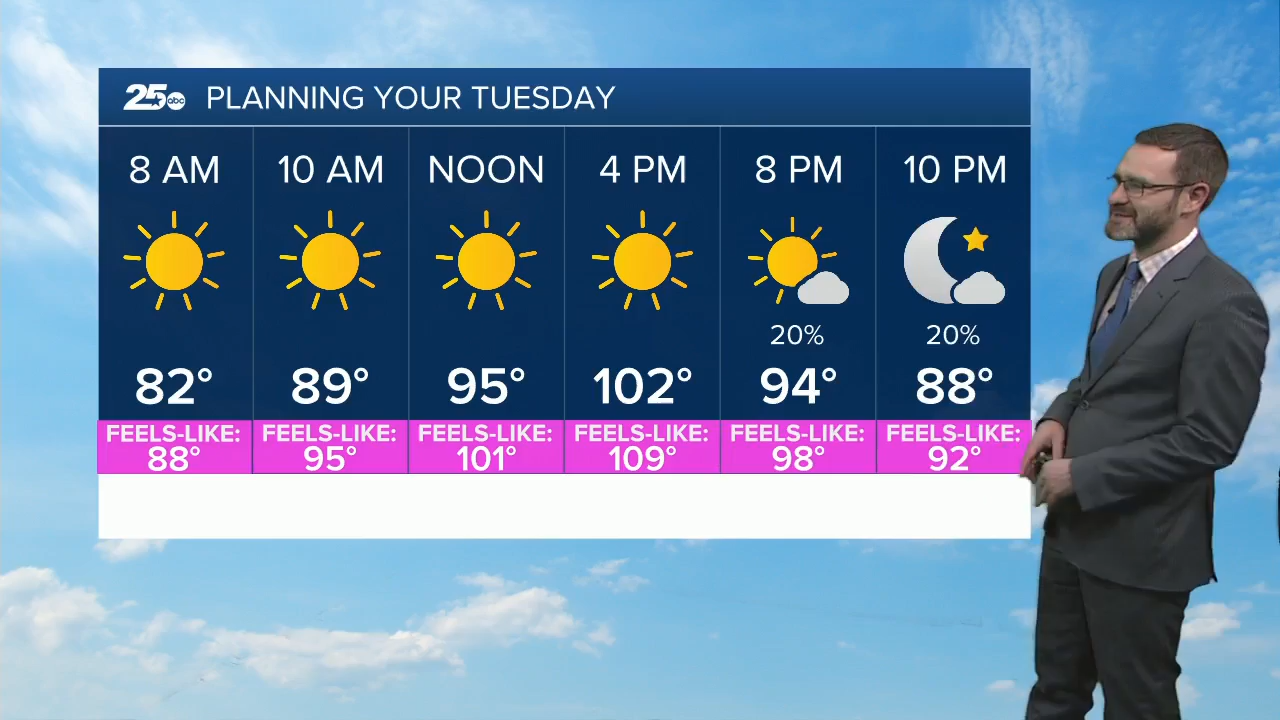 25 abc PLANNING YOUR TUESDAY
8 AM 10 AM NOON 4 PM 8 PM 10 PM
20% 20%
82° 89° 95° 102° 94° 88°
FEELS-LIKE: FEELS-LIKE: FEELS-LIKE: FEELS-LIKE: FEELS-LIKE: FEELS-LIKE:
88° 95° 101° 109° 98° 92°